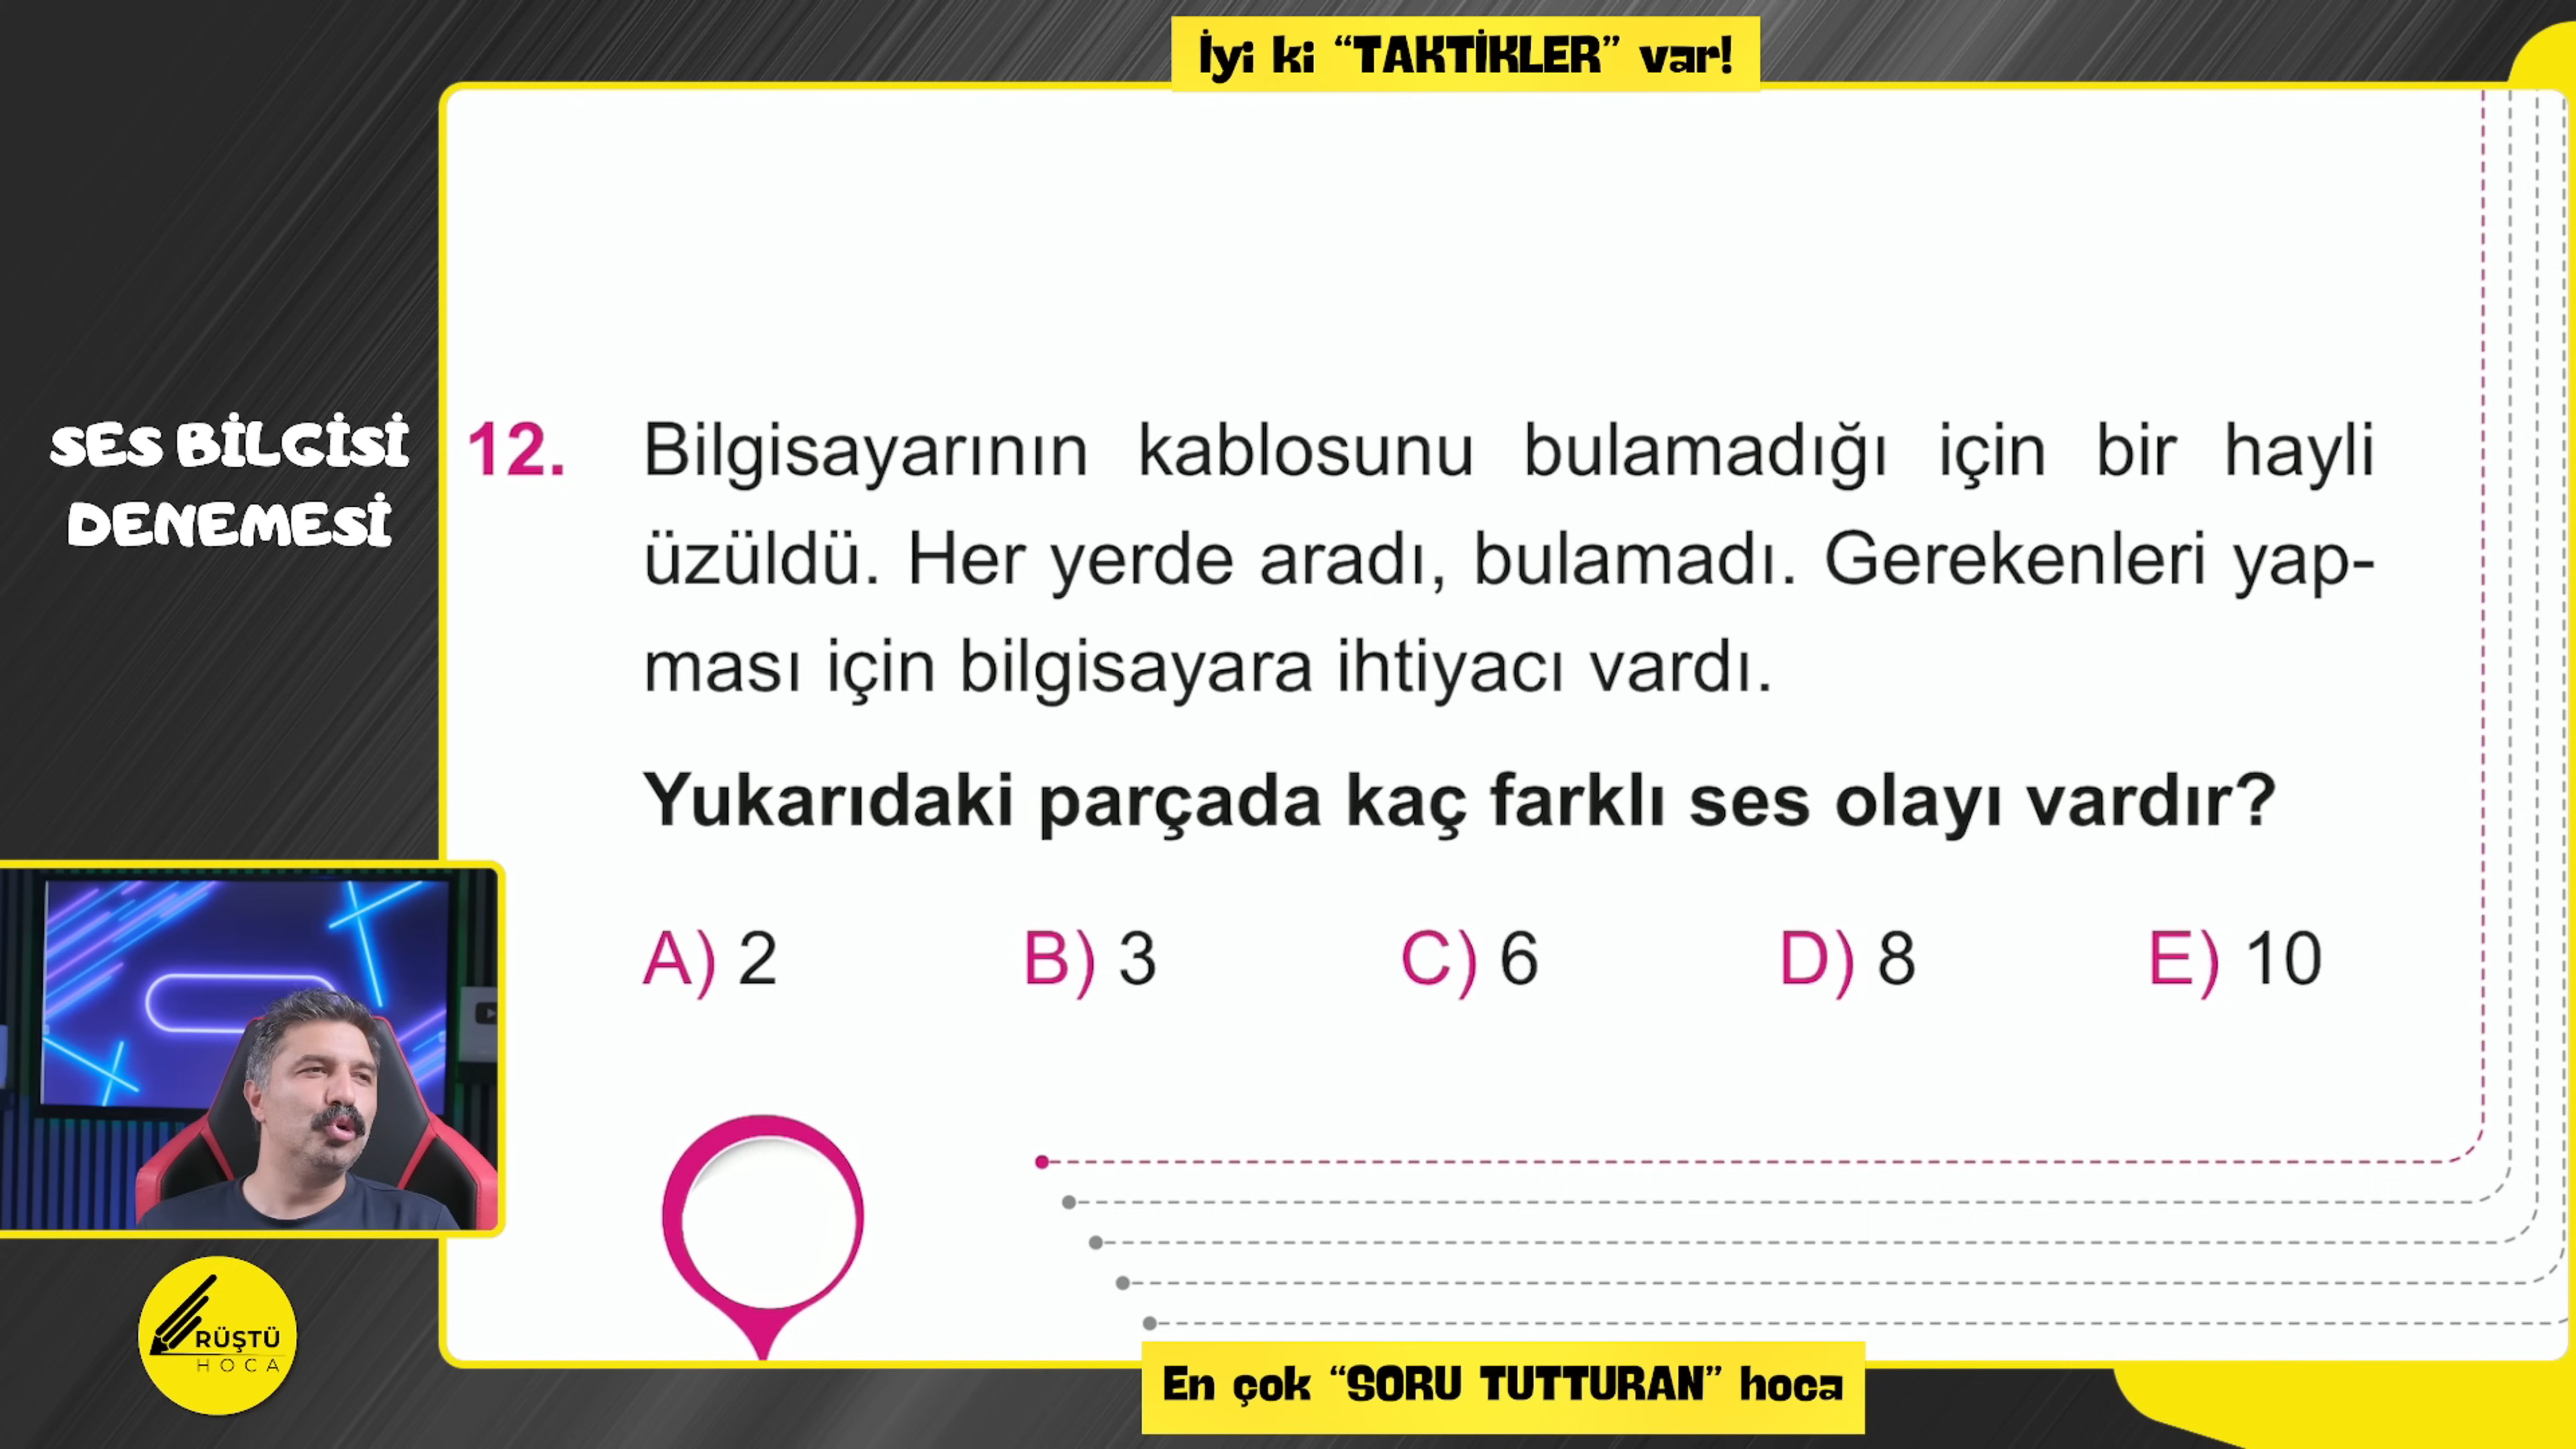 İyi ki “TAKTİKLER” var!
SES BİLGİSİ
DENEMESİ
12. Bilgisayarının kablosunu bulamadığı için bir hayli
üzüldü. Her yerde aradı, bulamadı. Gerekenleri yap-
ması için bilgisayara ihtiyacı vardı.
Yukarıdaki parçada kaç farklı ses olayı vardır?
A) 2 B) 3 C) 6 D) 8 E) 10
RÜŞTÜ
HOCA
En çok “SORU TUTTURAN” hoca